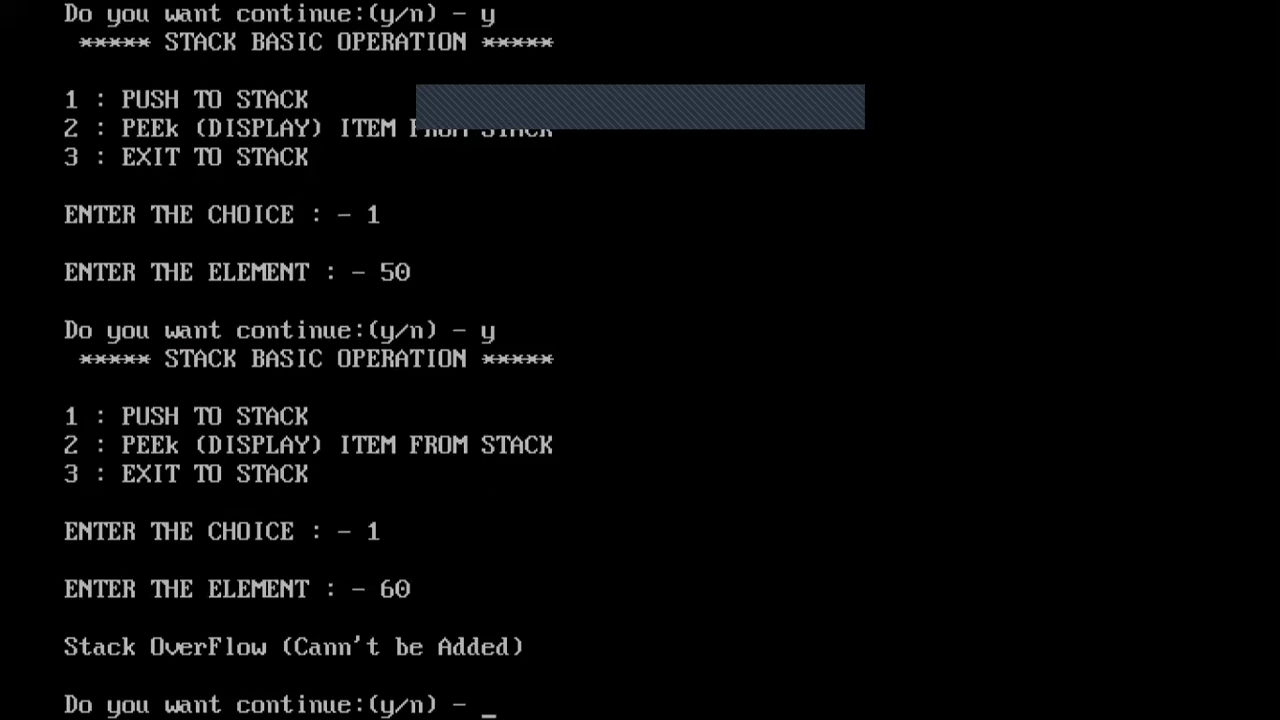 Do you want continue:(y/n) - y
***** STACK BASIC OPERATION *****
1 : PUSH TO STACK
2 : PEEk (DISPLAY) ITEM FROM STACK
3 : EXIT TO STACK
ENTER THE CHOICE : - 1
ENTER THE ELEMENT : - 50
Do you want continue:(y/n) - y
***** STACK BASIC OPERATION *****
1 : PUSH TO STACK
2 : PEEk (DISPLAY) ITEM FROM STACK
3 : EXIT TO STACK
ENTER THE CHOICE : - 1
ENTER THE ELEMENT : - 60
Stack OverFlow (Cann't be Added)
Do you want continue:(y/n) - _